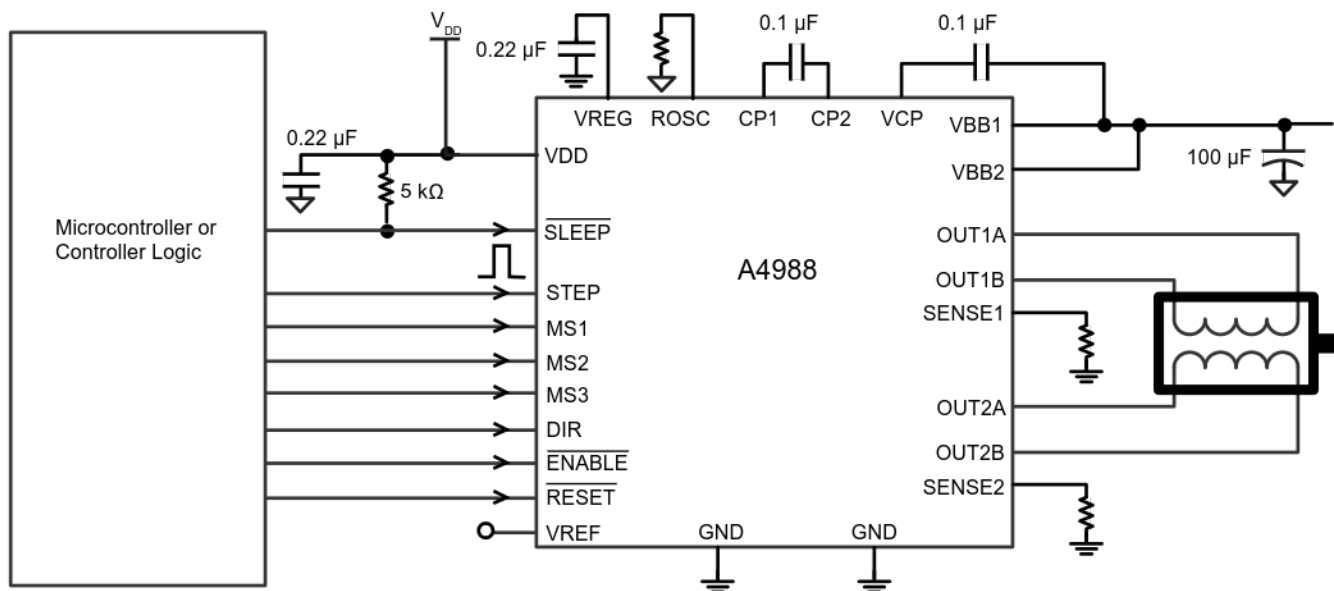 V_DD
0.22 µF
0.1 µF
0.1 µF
VREG
ROSC
CP1
CP2
VCP
VBB1
0.22 µF
VDD
VBB2
100 µF
5 kΩ
Microcontroller or
Controller Logic
SLEEP
OUT1A
A4988
OUT1B
STEP
SENSE1
MS1
MS2
MS3
OUT2A
DIR
OUT2B
ENABLE
SENSE2
RESET
VREF
GND
GND